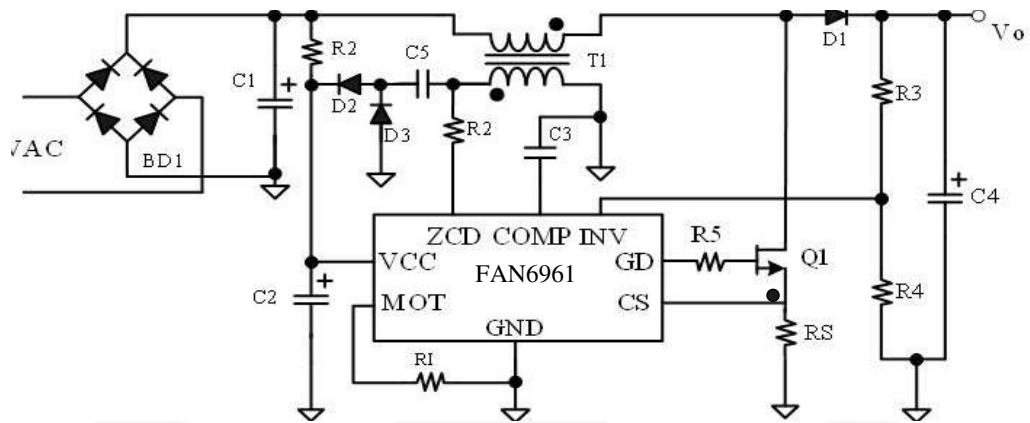 Vo
D1
R2
C5
T1
C1 +
D2
R3
D3
R2
C3
VAC
BD1
+
C4
ZCD COMP INV
R5
VCC
FAN6961
GD
Q1
+
C2
MOT
CS
R4
GND
RS
RI